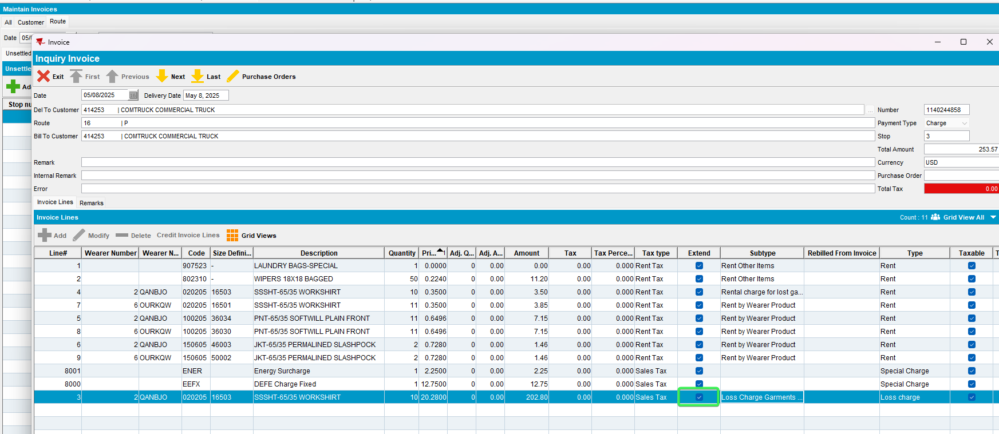 Maintain Invoices
All Customer Route
Date 05/0
Invoice
Unsettled
Inquiry Invoice
Unsettle
Exit First Previous Next Last Purchase Orders
Ad
Date 05/08/2025 16 Delivery Date May 8, 2025
Stop nu
Del To Customer 414253 | COMTRUCK COMMERCIAL TRUCK ... Number 1140244858
Route 16 | P Payment Type Charge
Bill To Customer 414253 | COMTRUCK COMMERCIAL TRUCK Stop 3
Total Amount 253.57
Remark Currency USD
Internal Remark Purchase Order
Error Total Tax 0.00
Invoice Lines Remarks
Invoice Lines Count : 11 Grid View All
Add Modify Delete Credit Invoice Lines Grid Views
Line# Wearer Number Wearer N... Code Size Defini... Description Quantity Pri... 1 Adj. Q... Adj. A... Amount Tax Tax Perce... Tax type Extend Subtype Rebilled From Invoice Type Taxable T
1 907523 - LAUNDRY BAGS-SPECIAL 1 0.0000 0 0.00 0.00 0.00 0.000 Rent Tax Rent Other Items Rent
2 802310 - WIPERS 18X18 BAGGED 50 0.2240 0 0.00 11.20 0.00 0.000 Rent Tax Rent Other Items Rent
4 2 QANBJO 020205 16503 SSSHT-65/35 WORKSHIRT 10 0.3500 0 0.00 3.50 0.00 0.000 Rent Tax Rental charge for lost ga... Rent
7 6 OURKQW 020205 16501 SSSHT-65/35 WORKSHIRT 11 0.3500 0 0.00 3.85 0.00 0.000 Rent Tax Rent by Wearer Product Rent
5 2 QANBJO 100205 36034 PNT-65/35 SOFTWILL PLAIN FRONT 11 0.6496 0 0.00 7.15 0.00 0.000 Rent Tax Rent by Wearer Product Rent
8 6 OURKQW 100205 36030 PNT-65/35 SOFTWILL PLAIN FRONT 11 0.6496 0 0.00 7.15 0.00 0.000 Rent Tax Rent by Wearer Product Rent
6 2 QANBJO 150605 46003 JKT-65/35 PERMALINED SLASHPOCK 2 0.7280 0 0.00 1.46 0.00 0.000 Rent Tax Rent by Wearer Product Rent
9 6 OURKQW 150605 50002 JKT-65/35 PERMALINED SLASHPOCK 2 0.7280 0 0.00 1.46 0.00 0.000 Rent Tax Rent by Wearer Product Rent
8001 ENER Energy Surcharge 1 2.2500 0 0.00 2.25 0.00 0.000 Sales Tax Special Charge
8000 EEFX DEFE Charge Fixed 1 12.7500 0 0.00 12.75 0.00 0.000 Sales Tax Special Charge
3 2 QANBJO 020205 16503 SSSHT-65/35 WORKSHIRT 10 20.2800 0 0.00 202.80 0.00 0.000 Sales Tax Loss Charge Garments ... Loss charge